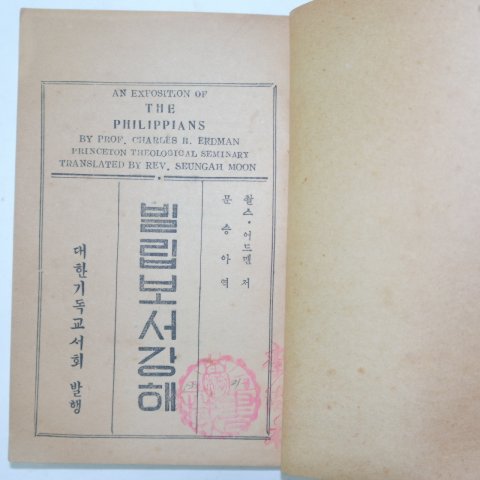 AN EXPOSITION OF
THE
PHILIPPIANS
BY PROF. CHARLES R. ERDMAN
PRINCETON THEOLOGICAL SEMINARY
TRANSLATED BY REV. SEUNGAH MOON
촬스·어드맨 저
문승아 역
빌립보서강해
대한기독교서회 발행